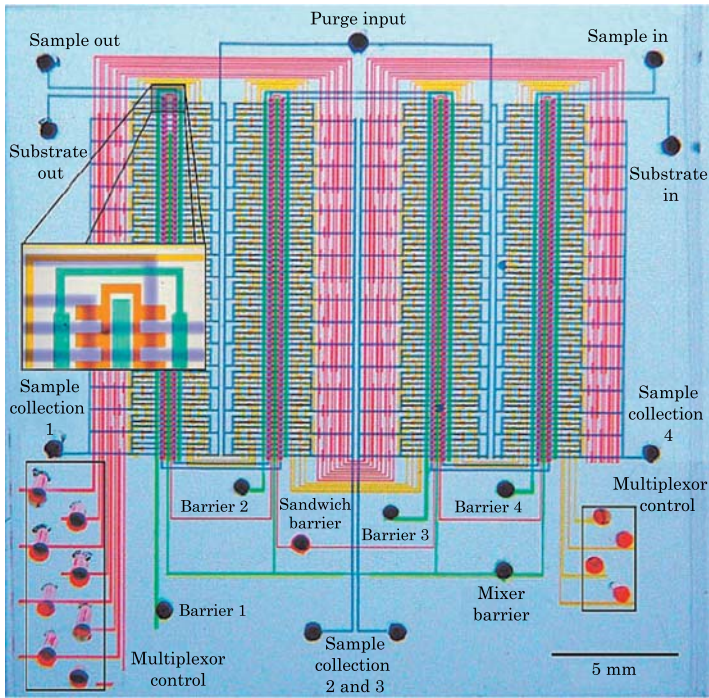 Purge input
Sample out
Sample in
Substrate
out
Substrate
in
Sample
collection
1
Sample
collection
4
Multiplexor
control
Barrier 2
Sandwich
barrier
Barrier 3
Barrier 4
Mixer
barrier
Barrier 1
Multiplexor
control
Sample
collection
2 and 3
5 mm